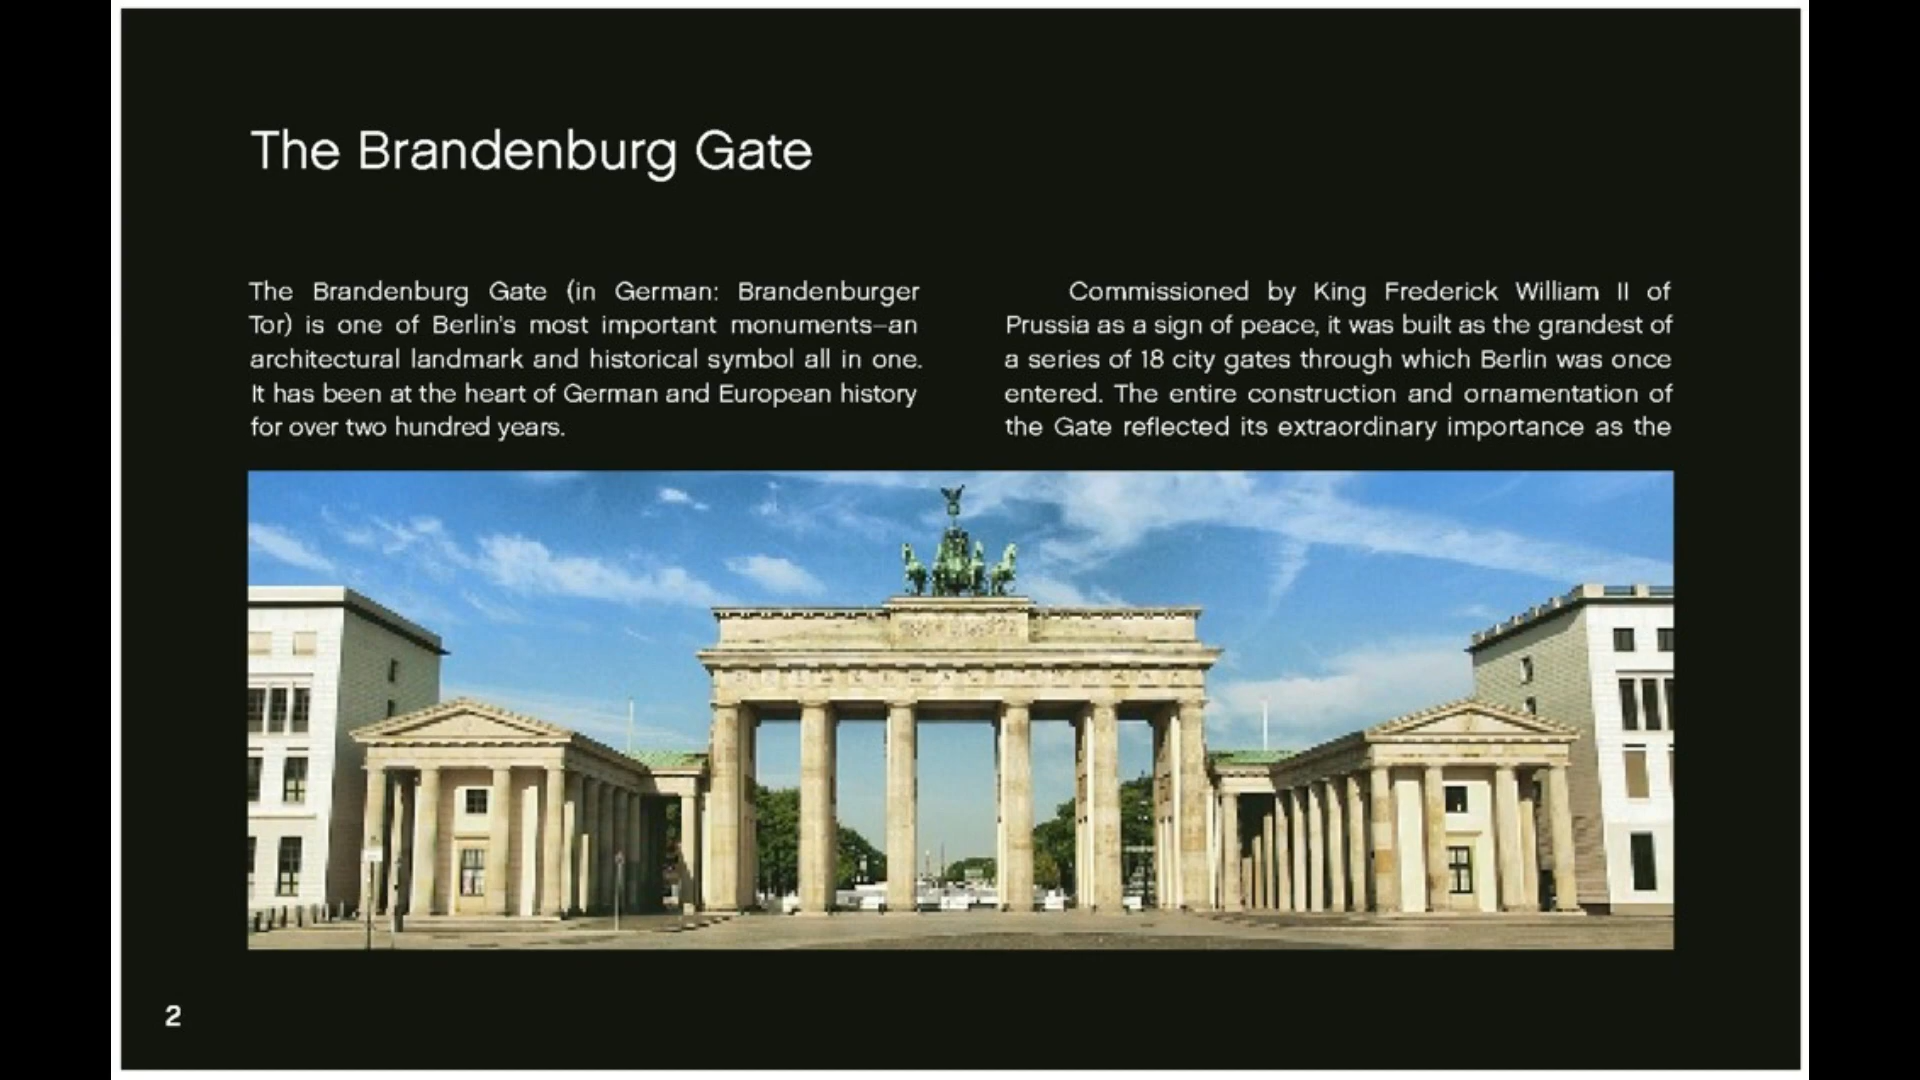 The Brandenburg Gate
The Brandenburg Gate (in German: Brandenburger
Tor) is one of Berlin's most important monuments—an
architectural landmark and historical symbol all in one.
It has been at the heart of German and European history
for over two hundred years.
Commissioned by King Frederick William II of
Prussia as a sign of peace, it was built as the grandest of
a series of 18 city gates through which Berlin was once
entered. The entire construction and ornamentation of
the Gate reflected its extraordinary importance as the
2